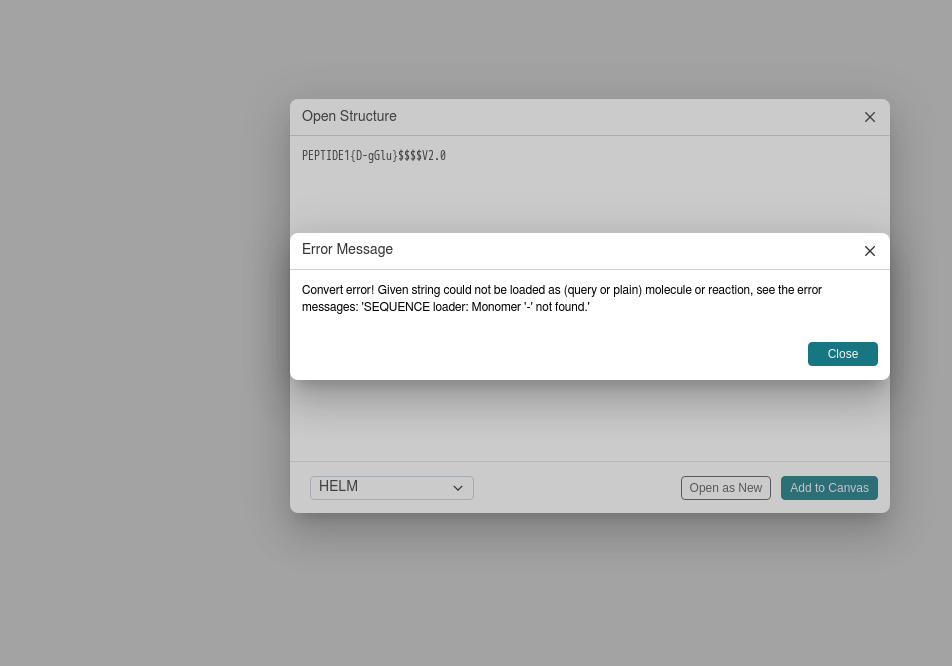 Open Structure
PEPTIDE1{D-gGlu}$$$$V2.0
Error Message
Convert error! Given string could not be loaded as (query or plain) molecule or reaction, see the error
messages: 'SEQUENCE loader: Monomer '-' not found.'
Close
HELM
Open as New
Add to Canvas